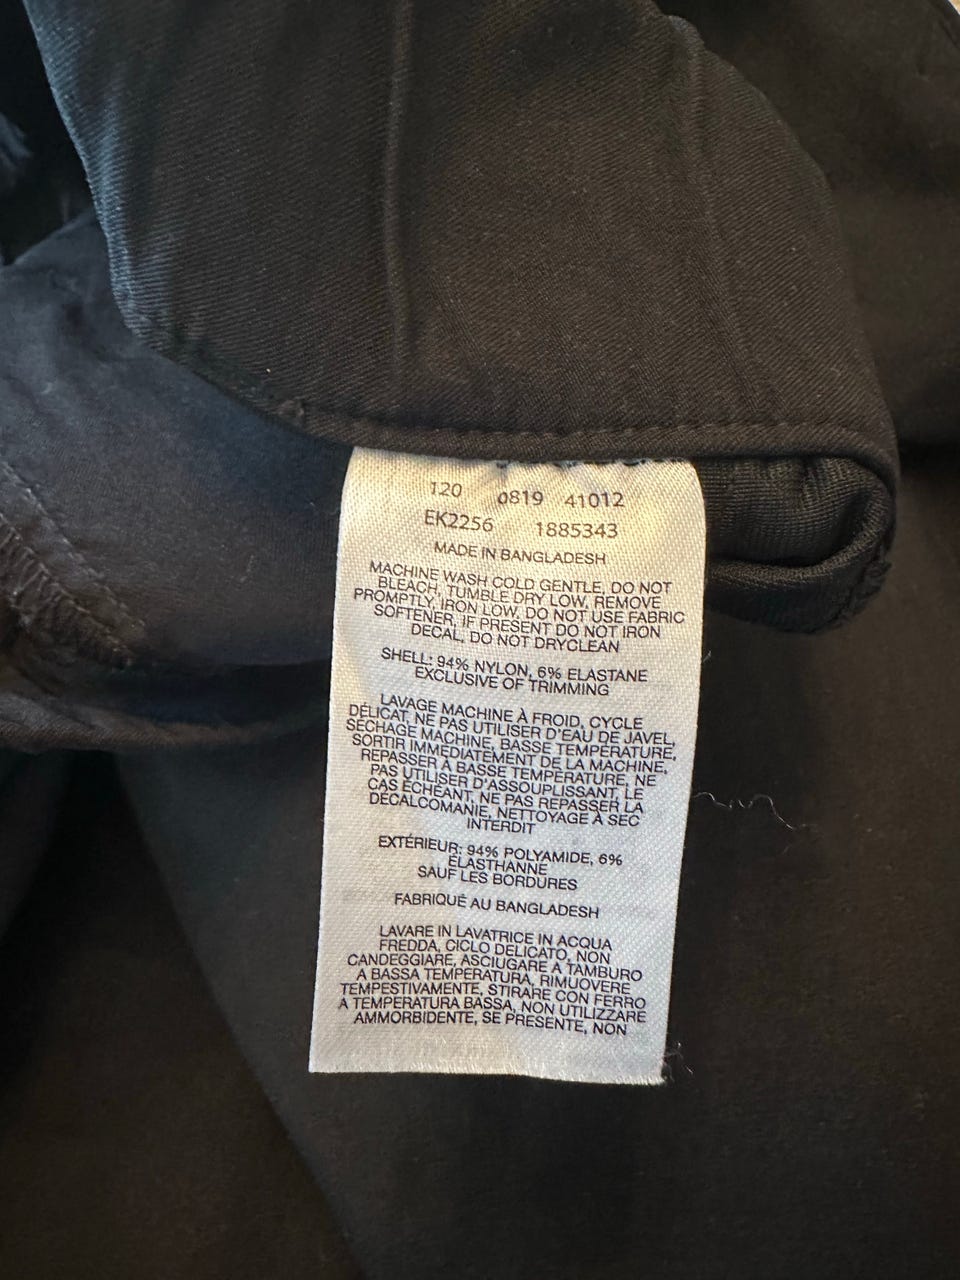 120 0819 41012
EK2256 1885343
MADE IN BANGLADESH
MACHINE WASH COLD GENTLE, DO NOT
BLEACH, TUMBLE DRY LOW, REMOVE
PROMPTLY, IRON LOW. DO NOT USE FABRIC
SOFTENER, IF PRESENT DO NOT IRON
DECAL, DO NOT DRYCLEAN
SHELL: 94% NYLON, 6% ELASTANE
EXCLUSIVE OF TRIMMING
LAVAGE MACHINE À FROID, CYCLE
DÉLICAT, NE PAS UTILISER D'EAU DE JAVEL,
SÉCHAGE MACHINE, BASSE TEMPÉRATURE,
SORTIR IMMÉDIATEMENT DE LA MACHINE,
REPASSER À BASSE TEMPÉRATURE, NE
PAS UTILISER D'ASSOUPLISSANT, LE
CAS ÉCHÉANT, NE PAS REPASSER LA
DÉCALCOMANIE, NETTOYAGE À SEC
INTERDIT
EXTÉRIEUR: 94% POLYAMIDE, 6%
ÉLASTHANNE
SAUF LES BORDURES
FABRIQUÉ AU BANGLADESH
LAVARE IN LAVATRICE IN ACQUA
FREDDA, CICLO DELICATO, NON
CANDEGGIARE, ASCIUGARE A TAMBURO
A BASSA TEMPERATURA, RIMUOVERE
TEMPESTIVAMENTE, STIRARE CON FERRO
A TEMPERATURA BASSA, NON UTILIZZARE
AMMORBIDENTE, SE PRESENTE, NON